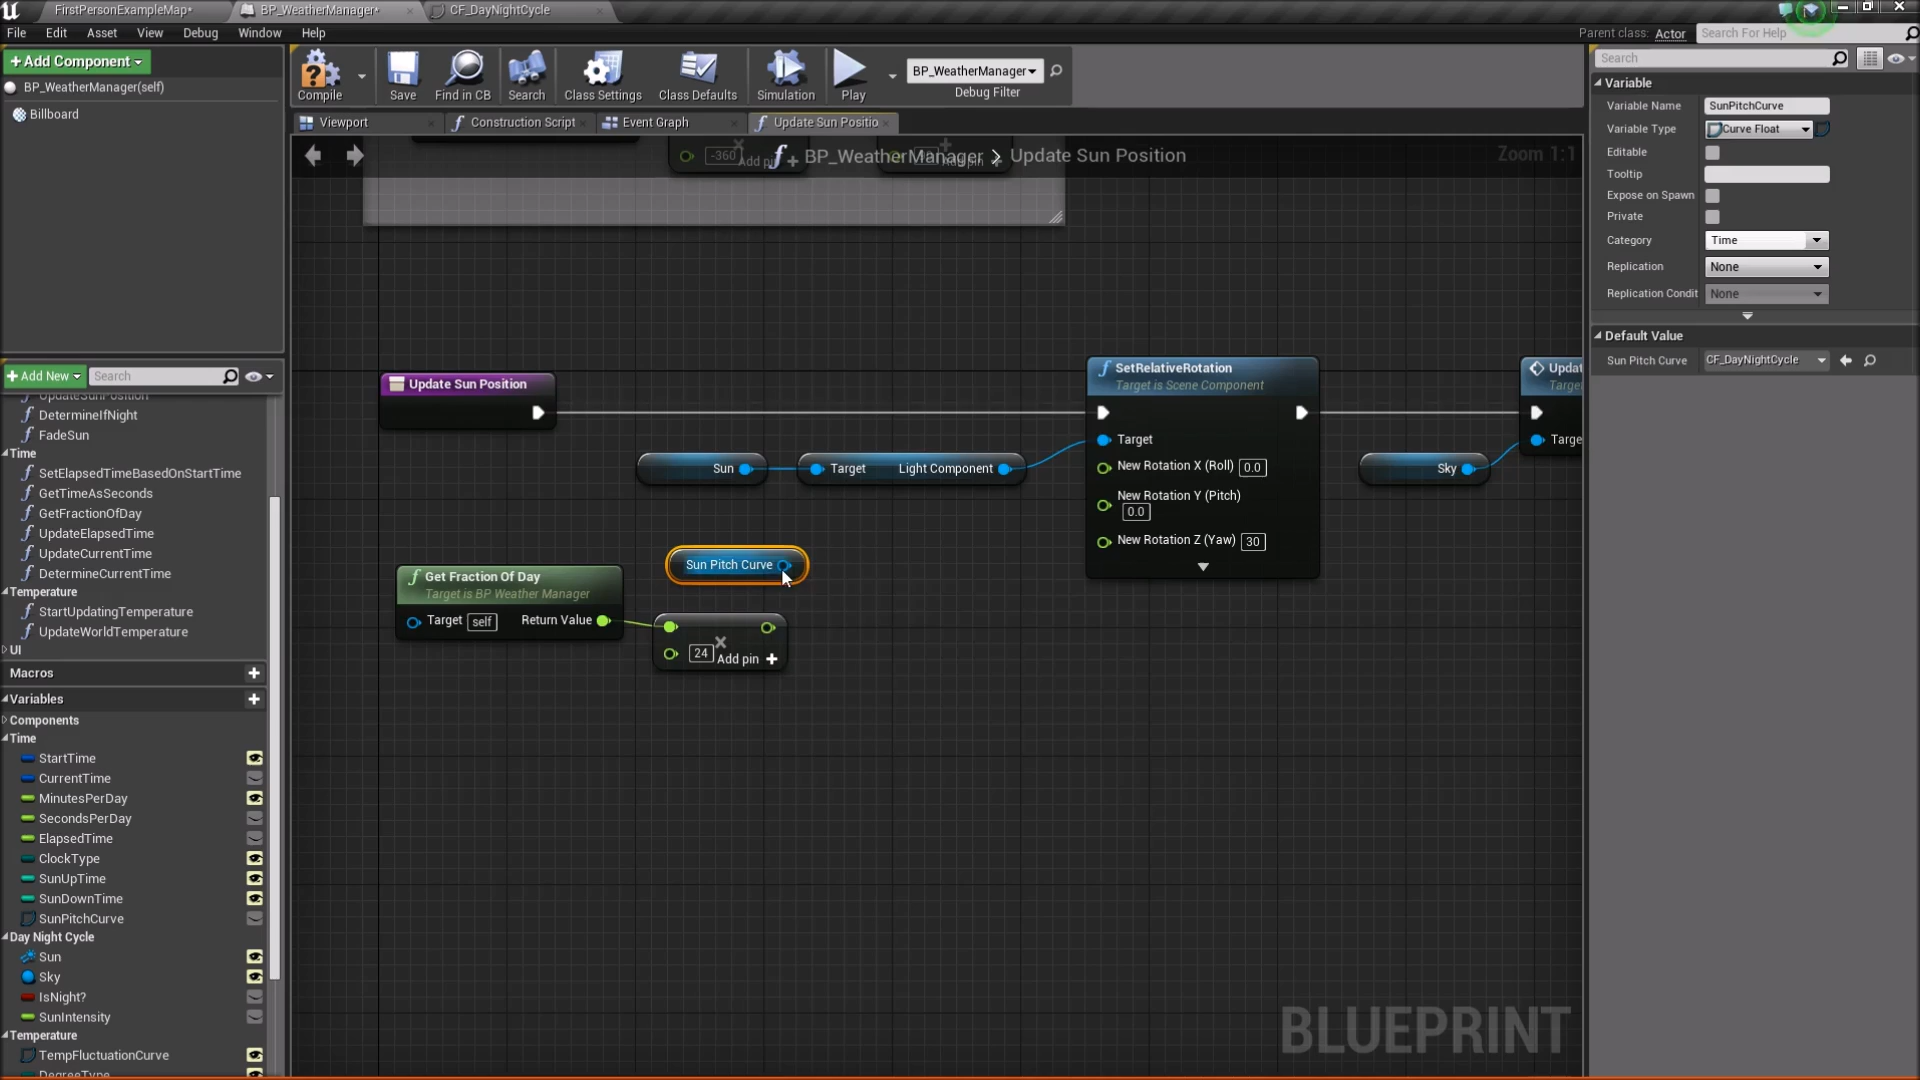 FirstPersonExampleMap*
BP_WeatherManager*
CF_DayNightCycle
File Edit Asset View Debug Window Help
Parent class: Actor
Search For Help
Add Component
BP_WeatherManager(self)
Billboard
Compile
Save
Find in CB
Search
Class Settings
Class Defaults
Simulation
Play
BP_WeatherManager
Debug Filter
Viewport
Construction Script
Event Graph
Update Sun Positio
BP_WeatherManager > Update Sun Position
Zoom 1:1
-360
Add pin
Add New
Search
UpdateSunPosition
DetermineIfNight
FadeSun
Time
SetElapsedTimeBasedOnStartTime
GetTimeAsSeconds
GetFractionOfDay
UpdateElapsedTime
UpdateCurrentTime
DetermineCurrentTime
Temperature
StartUpdatingTemperature
UpdateWorldTemperature
UI
Macros
Variables
Components
Time
StartTime
CurrentTime
MinutesPerDay
SecondsPerDay
ElapsedTime
ClockType
SunUpTime
SunDownTime
SunPitchCurve
Day Night Cycle
Sun
Sky
IsNight?
SunIntensity
Temperature
TempFluctuationCurve
DegreeType
Update Sun Position
Sun
Target Light Component
SetRelativeRotation
Target is Scene Component
Target
New Rotation X (Roll) 0.0
New Rotation Y (Pitch)
0.0
New Rotation Z (Yaw) 30
Sky
Updat
Targe
Targe
Sun Pitch Curve
Get Fraction Of Day
Target is BP Weather Manager
Target self Return Value
24
Add pin
BLUEPRINT
Search
Variable
Variable Name SunPitchCurve
Variable Type Curve Float
Editable
Tooltip
Expose on Spawn
Private
Category Time
Replication None
Replication Condit None
Default Value
Sun Pitch Curve CF_DayNightCycle